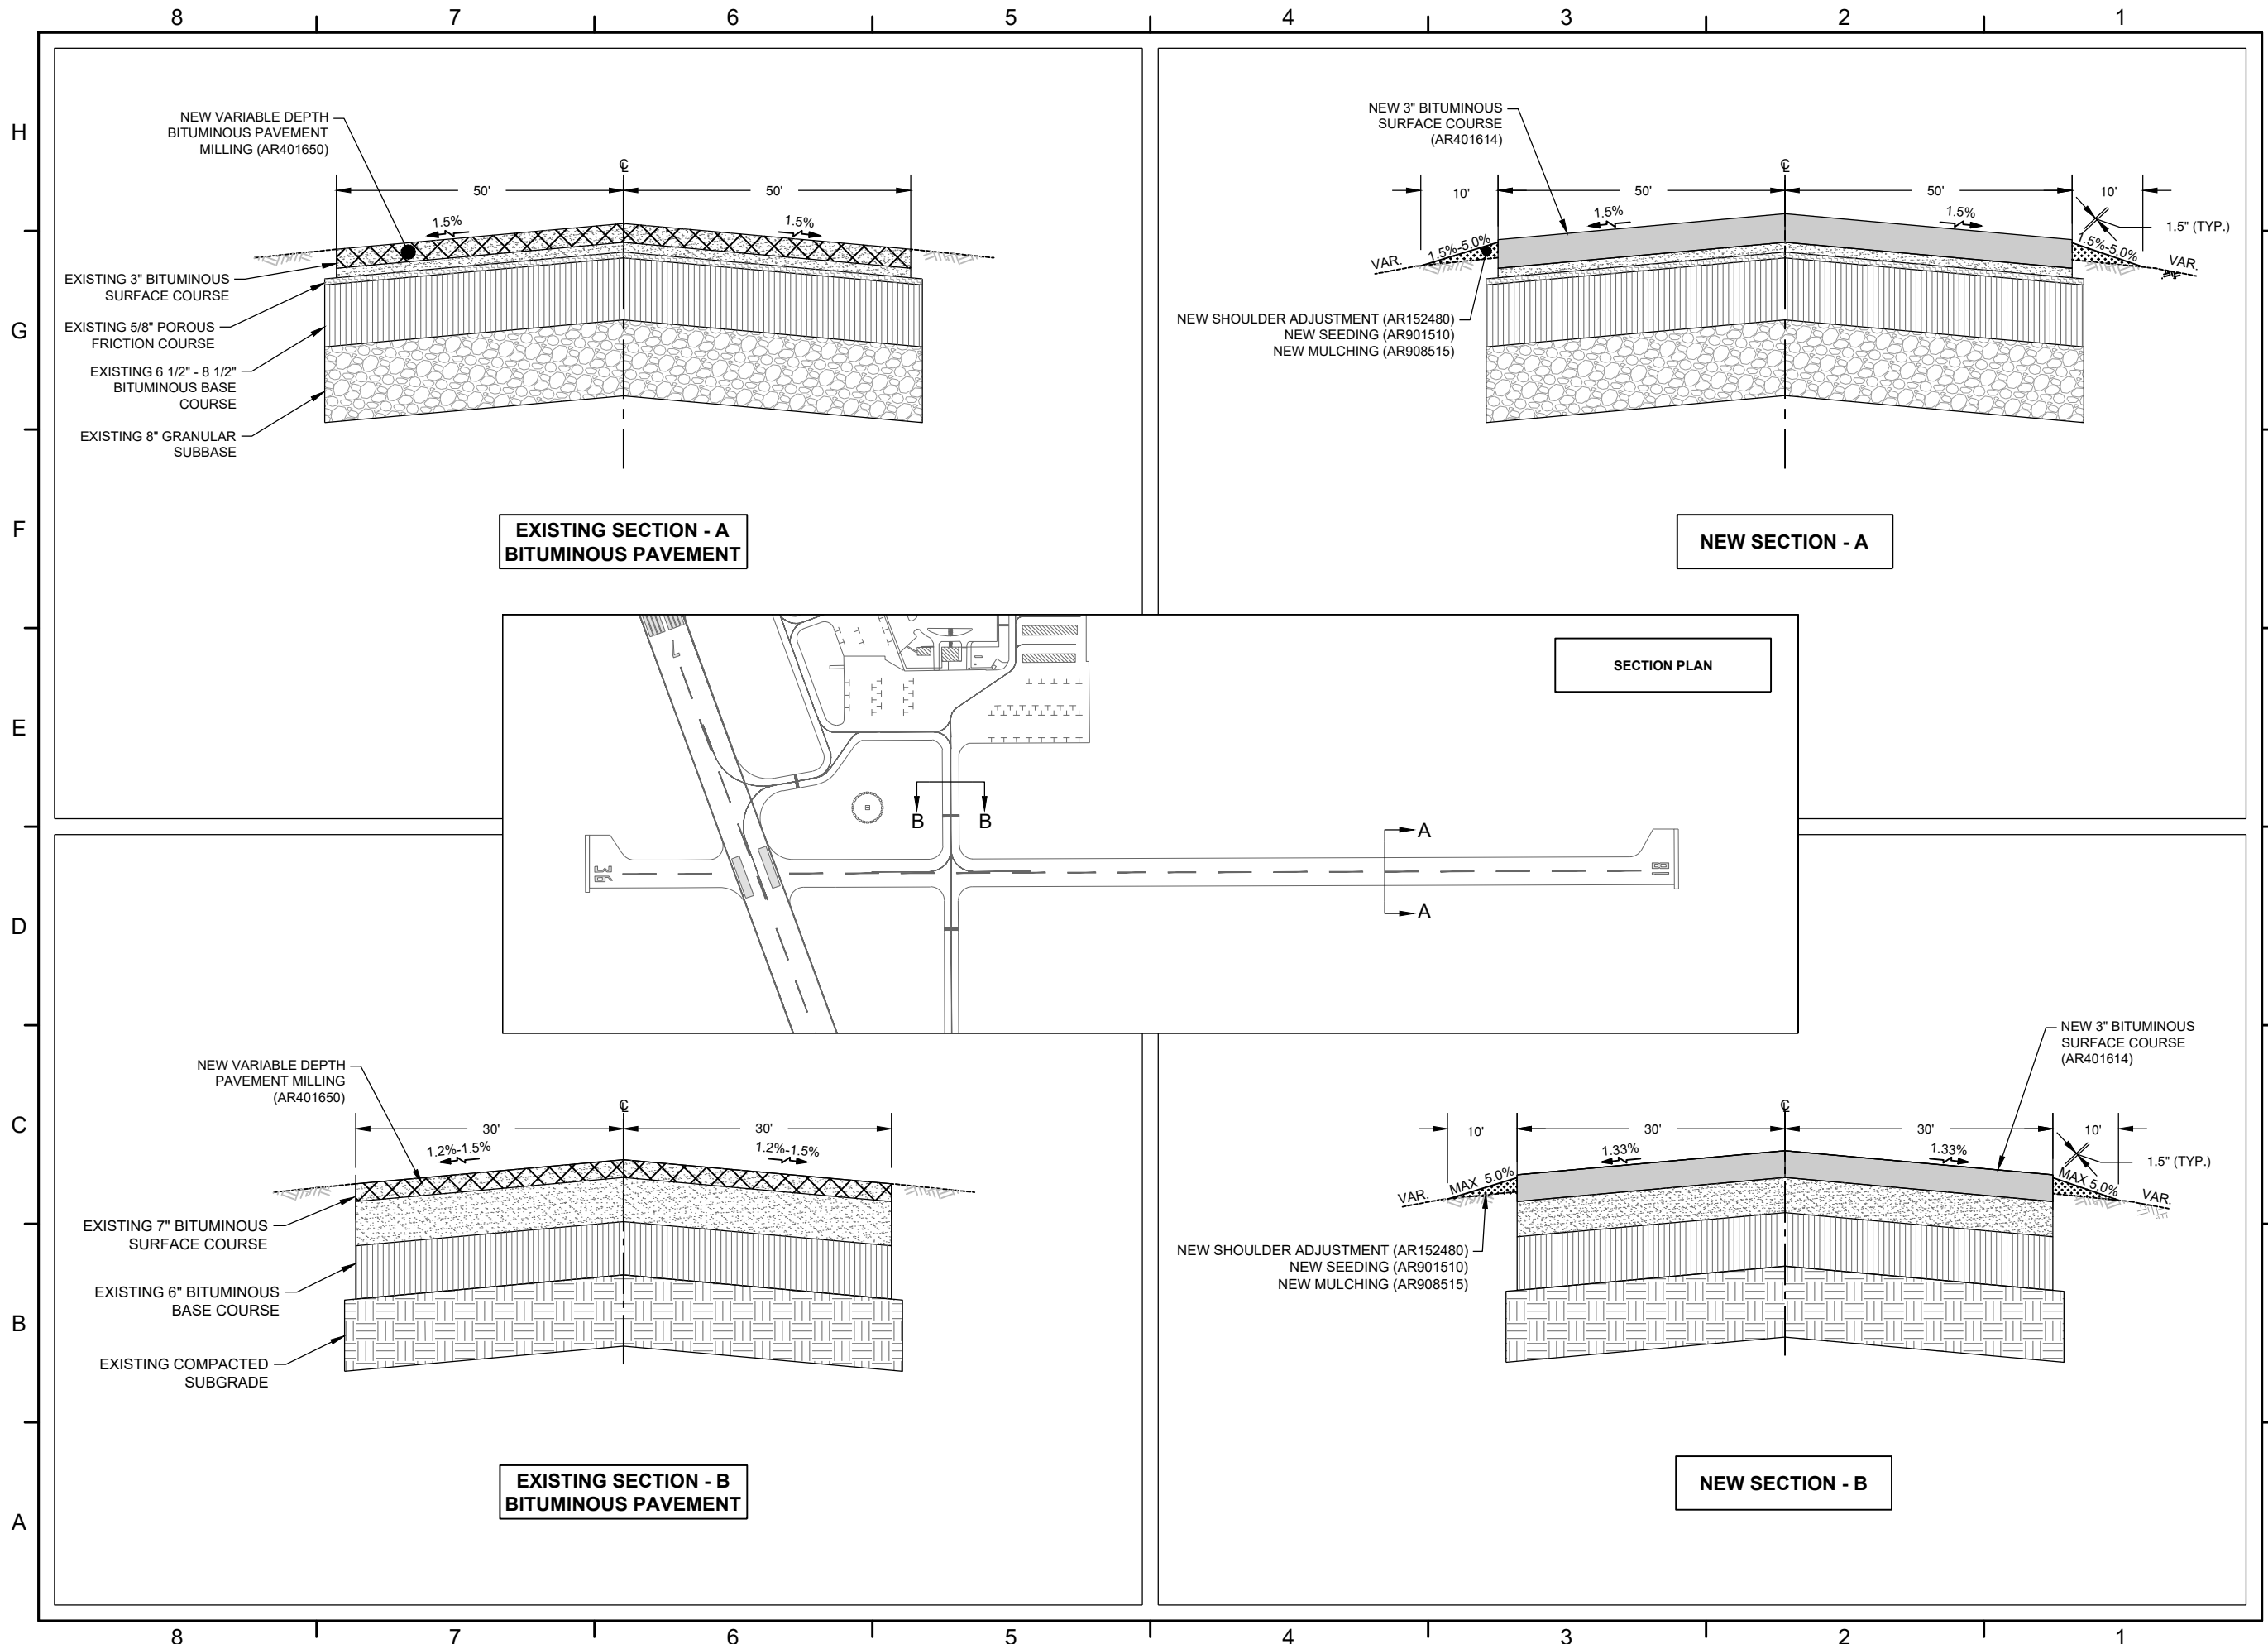 8 7 6 5 4 3 2 1
H
G
F
E
D
C
B
A
NEW VARIABLE DEPTH
BITUMINOUS PAVEMENT
MILLING (AR401650)
℄
50'
50'
1.5%
1.5%
EXISTING 3" BITUMINOUS
SURFACE COURSE
EXISTING 5/8" POROUS
FRICTION COURSE
EXISTING 6 1/2" - 8 1/2"
BITUMINOUS BASE
COURSE
EXISTING 8" GRANULAR
SUBBASE
EXISTING SECTION - A
BITUMINOUS PAVEMENT
NEW 3" BITUMINOUS
SURFACE COURSE
(AR401614)
℄
10'
50'
50'
10'
1.5%
1.5%
1.5" (TYP.)
VAR.
1.5%-5.0%
1.5%-5.0%
VAR.
NEW SHOULDER ADJUSTMENT (AR152480)
NEW SEEDING (AR901510)
NEW MULCHING (AR908515)
NEW SECTION - A
SECTION PLAN
B
B
A
A
36
18
NEW VARIABLE DEPTH
PAVEMENT MILLING
(AR401650)
℄
30'
30'
1.2%-1.5%
1.2%-1.5%
EXISTING 7" BITUMINOUS
SURFACE COURSE
EXISTING 6" BITUMINOUS
BASE COURSE
EXISTING COMPACTED
SUBGRADE
EXISTING SECTION - B
BITUMINOUS PAVEMENT
NEW 3" BITUMINOUS
SURFACE COURSE
(AR401614)
℄
10'
30'
30'
10'
1.33%
1.33%
1.5" (TYP.)
VAR.
MAX 5.0%
MAX 5.0%
VAR.
NEW SHOULDER ADJUSTMENT (AR152480)
NEW SEEDING (AR901510)
NEW MULCHING (AR908515)
NEW SECTION - B
8 7 6 5 4 3 2 1